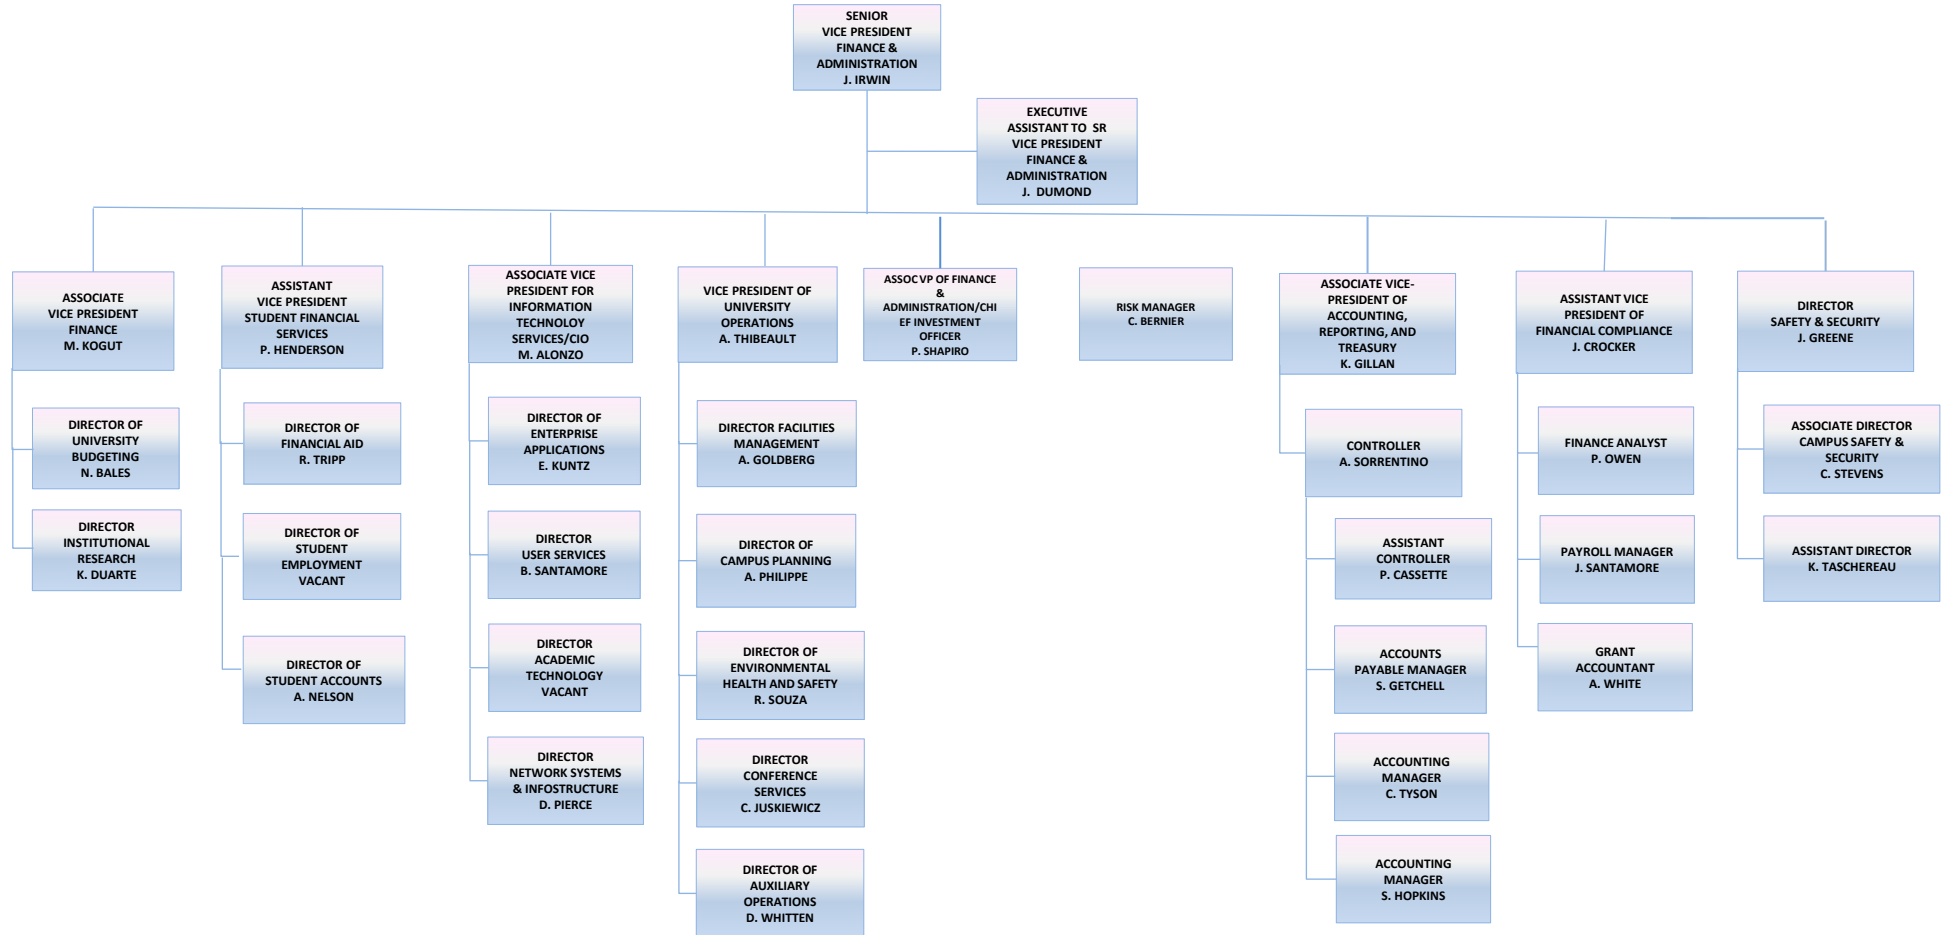 SENIOR
VICE PRESIDENT
FINANCE &
ADMINISTRATION
J. IRWIN
EXECUTIVE
ASSISTANT TO SR
VICE PRESIDENT
FINANCE &
ADMINISTRATION
J. DUMOND
ASSOCIATE
VICE PRESIDENT
FINANCE
M. KOGUT
DIRECTOR OF
UNIVERSITY
BUDGETING
N. BALES
DIRECTOR
INSTITUTIONAL
RESEARCH
K. DUARTE
ASSISTANT
VICE PRESIDENT
STUDENT FINANCIAL
SERVICES
P. HENDERSON
DIRECTOR OF
FINANCIAL AID
R. TRIPP
DIRECTOR OF
STUDENT
EMPLOYMENT
VACANT
DIRECTOR OF
STUDENT ACCOUNTS
A. NELSON
ASSOCIATE VICE
PRESIDENT FOR
INFORMATION
TECHNOLOY
SERVICES/CIO
M. ALONZO
DIRECTOR OF
ENTERPRISE
APPLICATIONS
E. KUNTZ
DIRECTOR
USER SERVICES
B. SANTAMORE
DIRECTOR
ACADEMIC
TECHNOLOGY
VACANT
DIRECTOR
NETWORK SYSTEMS
& INFOSTRUCTURE
D. PIERCE
VICE PRESIDENT OF
UNIVERSITY
OPERATIONS
A. THIBEAULT
DIRECTOR FACILITIES
MANAGEMENT
A. GOLDBERG
DIRECTOR OF
CAMPUS PLANNING
A. PHILIPPE
DIRECTOR OF
ENVIRONMENTAL
HEALTH AND SAFETY
R. SOUZA
DIRECTOR
CONFERENCE
SERVICES
C. JUSKIEWICZ
DIRECTOR OF
AUXILIARY
OPERATIONS
D. WHITTEN
ASSOC VP OF FINANCE
&
ADMINISTRATION/CHI
EF INVESTMENT
OFFICER
P. SHAPIRO
RISK MANAGER
C. BERNIER
ASSOCIATE VICE-
PRESIDENT OF
ACCOUNTING,
REPORTING, AND
TREASURY
K. GILLAN
CONTROLLER
A. SORRENTINO
ASSISTANT
CONTROLLER
P. CASSETTE
ACCOUNTS
PAYABLE MANAGER
S. GETCHELL
ACCOUNTING
MANAGER
C. TYSON
ACCOUNTING
MANAGER
S. HOPKINS
ASSISTANT VICE
PRESIDENT OF
FINANCIAL COMPLIANCE
J. CROCKER
FINANCE ANALYST
P. OWEN
PAYROLL MANAGER
J. SANTAMORE
GRANT
ACCOUNTANT
A. WHITE
DIRECTOR
SAFETY & SECURITY
J. GREENE
ASSOCIATE DIRECTOR
CAMPUS SAFETY &
SECURITY
C. STEVENS
ASSISTANT DIRECTOR
K. TASCHEREAU